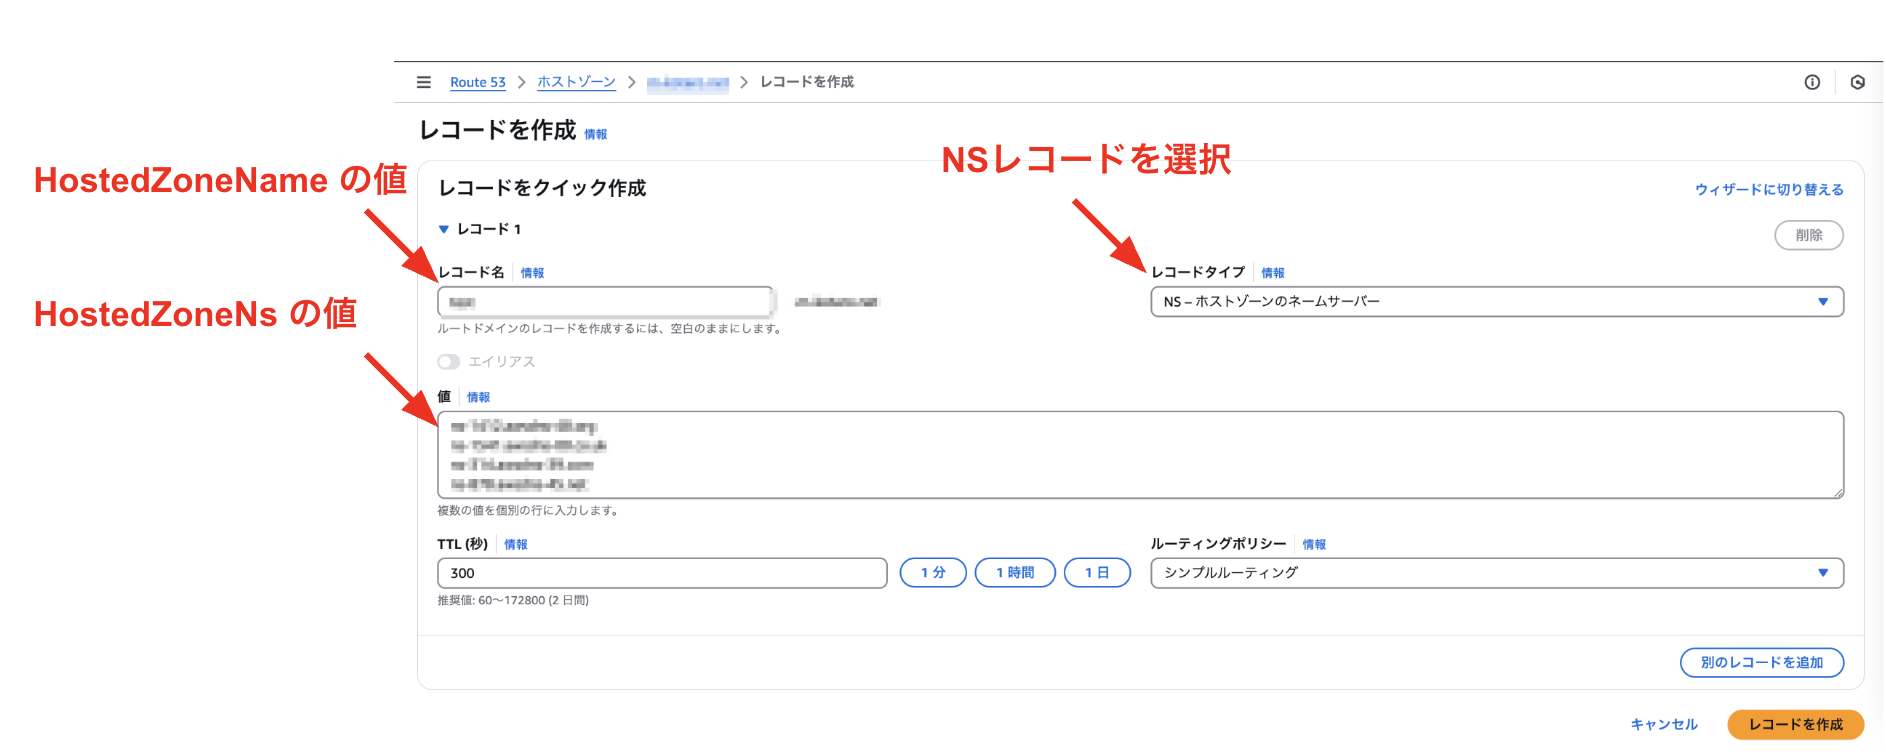 Route 53 > ホストゾーン > > レコードを作成
レコードを作成 情報
HostedZoneName の値
NSレコードを選択
レコードをクイック作成
ウィザードに切り替える
▼ レコード 1
削除
レコード名 情報
レコードタイプ 情報
HostedZoneNs の値
NS – ホストゾーンのネームサーバー
ルートドメインのレコードを作成するには、空白のままにします。
エイリアス
値 情報
複数の値を個別の行に入力します。
TTL (秒) 情報
ルーティングポリシー 情報
300
1 分
1 時間
1 日
シンプルルーティング
推奨値: 60～172800 (2 日間)
別のレコードを追加
キャンセル
レコードを作成